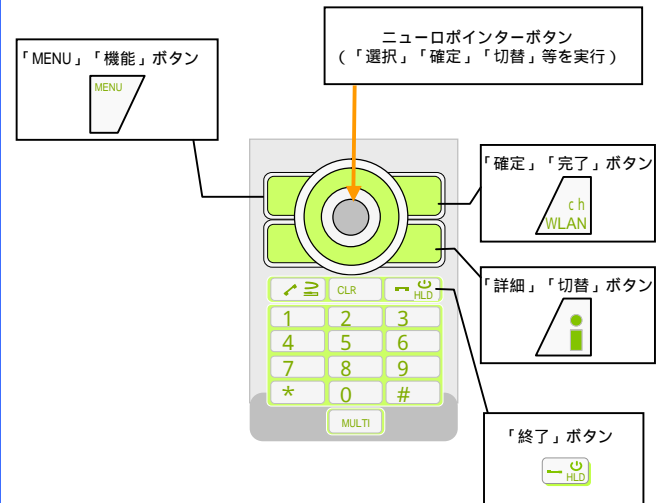 ニューロポインターボタン
(「選択」「確定」「切替」等を実行)
「MENU」「機能」ボタン
MENU
「確定」「完了」ボタン
ch
WLAN
「詳細」「切替」ボタン
i
CLR
HLD
1 2 3
4 5 6
7 8 9
* 0 #
MULTI
「終了」ボタン
HLD